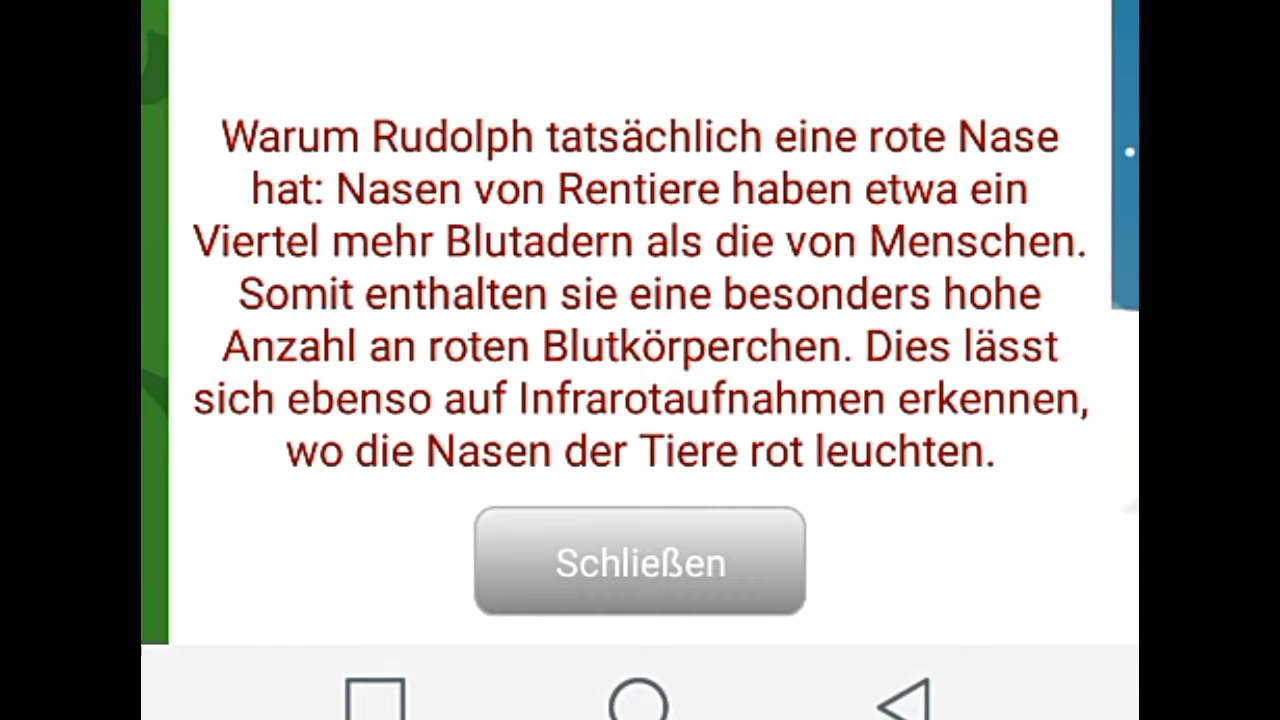 Warum Rudolph tatsächlich eine rote Nase
hat: Nasen von Rentiere haben etwa ein
Viertel mehr Blutadern als die von Menschen.
Somit enthalten sie eine besonders hohe
Anzahl an roten Blutkörperchen. Dies lässt
sich ebenso auf Infrarotaufnahmen erkennen,
wo die Nasen der Tiere rot leuchten.
Schließen